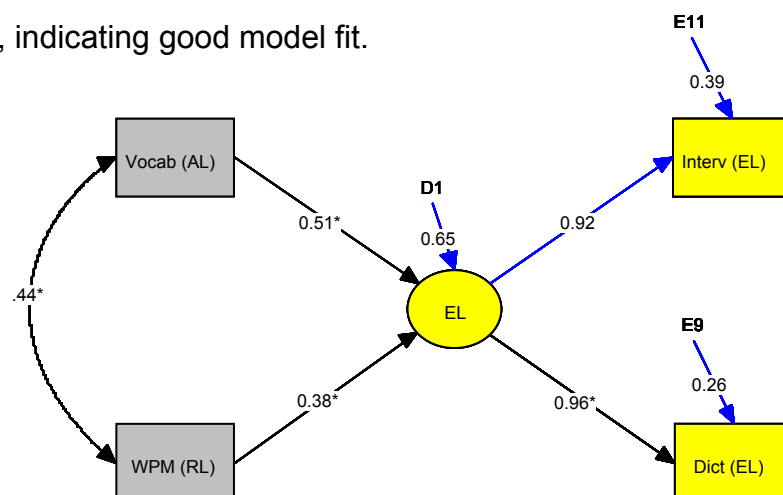 , indicating good model fit.
E11
0.39
Vocab (AL)
Interv (EL)
D1
0.51*
0.65
0.92
.44*
EL
E9
0.26
0.38*
0.96*
WPM (RL)
Dict (EL)